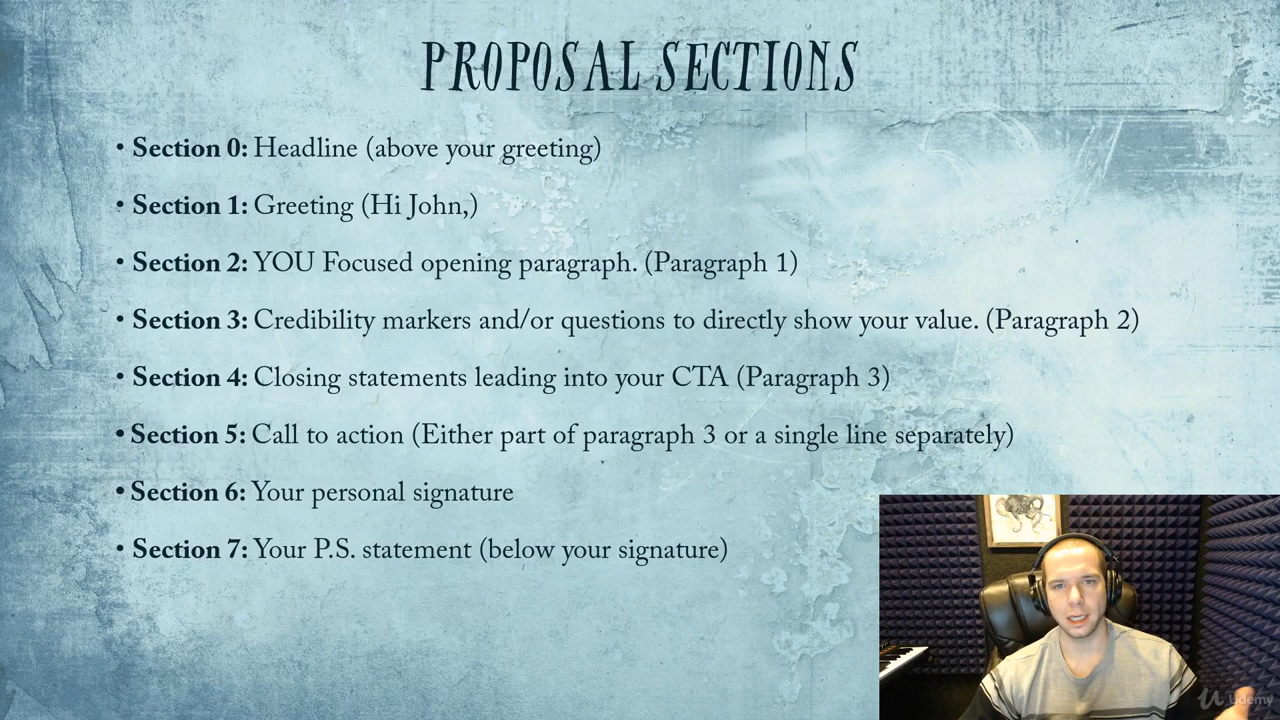 PROPOSAL SECTIONS
• Section 0: Headline (above your greeting)
• Section 1: Greeting (Hi John,)
• Section 2: YOU Focused opening paragraph. (Paragraph 1)
• Section 3: Credibility markers and/or questions to directly show your value. (Paragraph 2)
• Section 4: Closing statements leading into your CTA (Paragraph 3)
• Section 5: Call to action (Either part of paragraph 3 or a single line separately)
• Section 6: Your personal signature
• Section 7: Your P.S. statement (below your signature)
Udemy